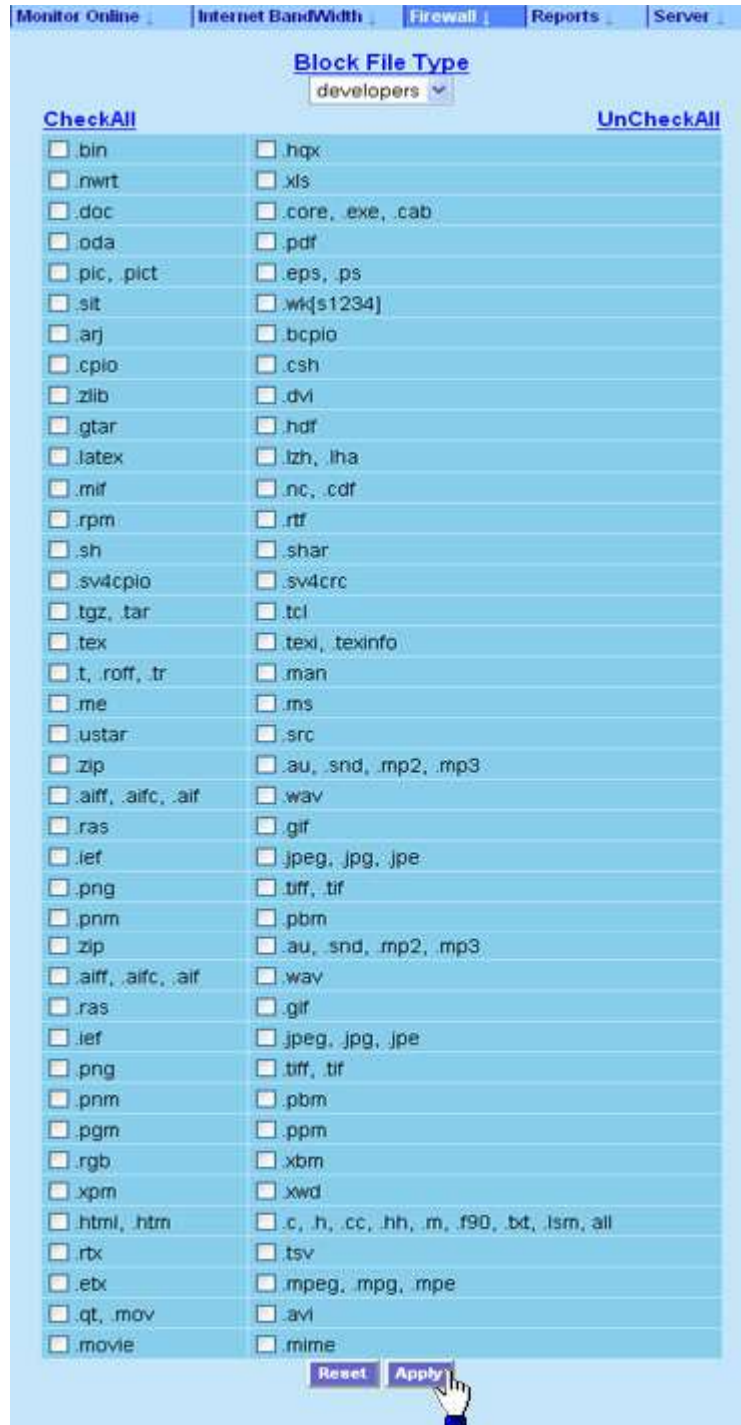 Monitor Online Internet BandWidth Firewall Reports Server
Block File Type
developers
CheckAll UnCheckAll
.bin .hqx
.nwrt .xls
.doc .core, .exe, .cab
.oda .pdf
.pic, .pict .eps, .ps
.sit .wk[s1234]
.arj .bcpio
.cpio .csh
.zlib .dvi
.gtar .hdf
.latex .lzh, .lha
.mif .nc, .cdf
.rpm .rtf
.sh .shar
.sv4cpio .sv4crc
.tgz, .tar .tcl
.tex .texi, .texinfo
.t, .roff, .tr .man
.me .ms
.ustar .src
.zip .au, .snd, .mp2, .mp3
.aiff, .aifc, .aif .wav
.ras .gif
.ief .jpeg, .jpg, .jpe
.png .tiff, .tif
.pnm .pbm
.zip .au, .snd, .mp2, .mp3
.aiff, .aifc, .aif .wav
.ras .gif
.ief .jpeg, .jpg, .jpe
.png .tiff, .tif
.pnm .pbm
.pgm .ppm
.rgb .xbm
.xpm .xwd
.html, .htm .c, .h, .cc, .hh, .m, .f90, .txt, .lsm, all
.rtx .tsv
.etx .mpeg, .mpg, .mpe
.qt, .mov .avi
.movie .mime
Reset Apply